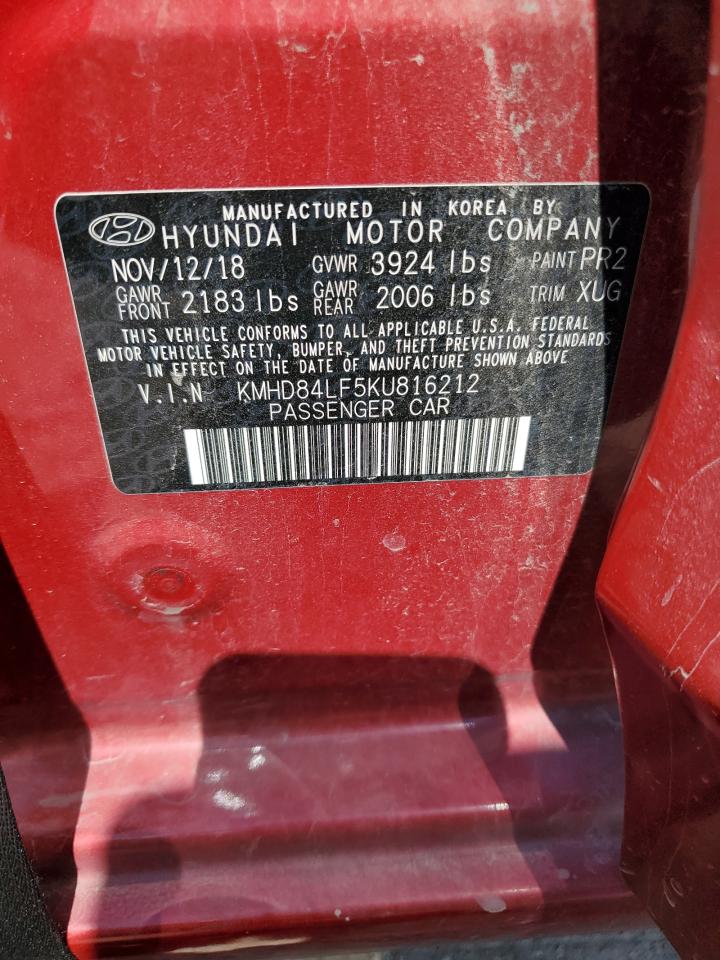 MANUFACTURED IN KOREA BY
HYUNDAI MOTOR COMPANY
NOV/12/18 GVWR 3924 lbs PAINT PR2
GAWR FRONT 2183 lbs GAWR REAR 2006 lbs TRIM XUG
THIS VEHICLE CONFORMS TO ALL APPLICABLE U.S.A. FEDERAL
MOTOR VEHICLE SAFETY, BUMPER, AND THEFT PREVENTION STANDARDS
IN EFFECT ON THE DATE OF MANUFACTURE SHOWN ABOVE
V.I.N KMHD84LF5KU816212
PASSENGER CAR